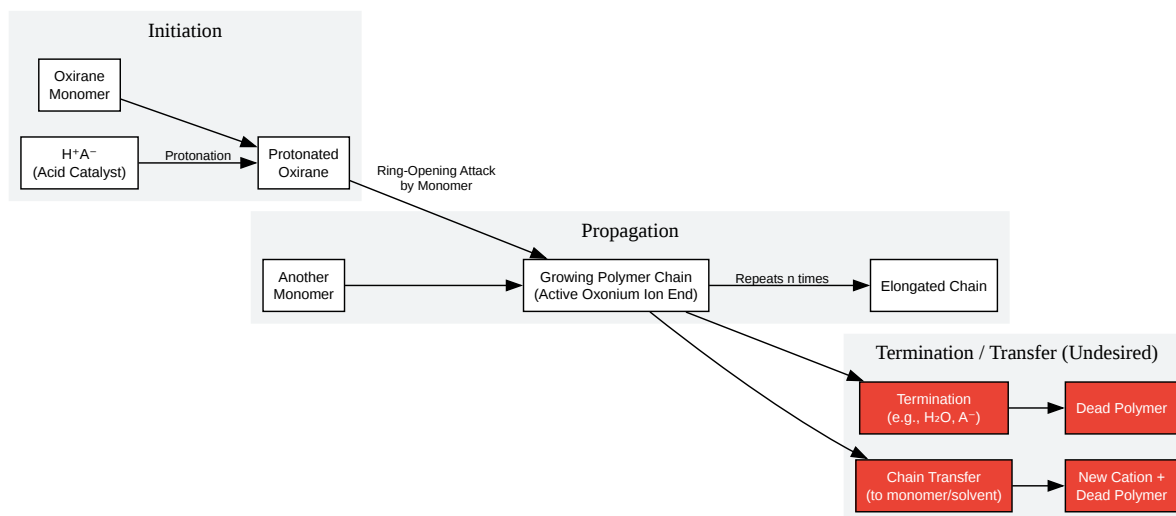 Initiation
Oxirane
Monomer
H⁺A⁻
(Acid Catalyst)
Protonation
Protonated
Oxirane
Ring-Opening Attack
by Monomer
Propagation
Another
Monomer
Growing Polymer Chain
(Active Oxonium Ion End)
Repeats n times
Elongated Chain
Termination / Transfer (Undesired)
Termination
(e.g., H₂O, A⁻)
Dead Polymer
Chain Transfer
(to monomer/solvent)
New Cation +
Dead Polymer